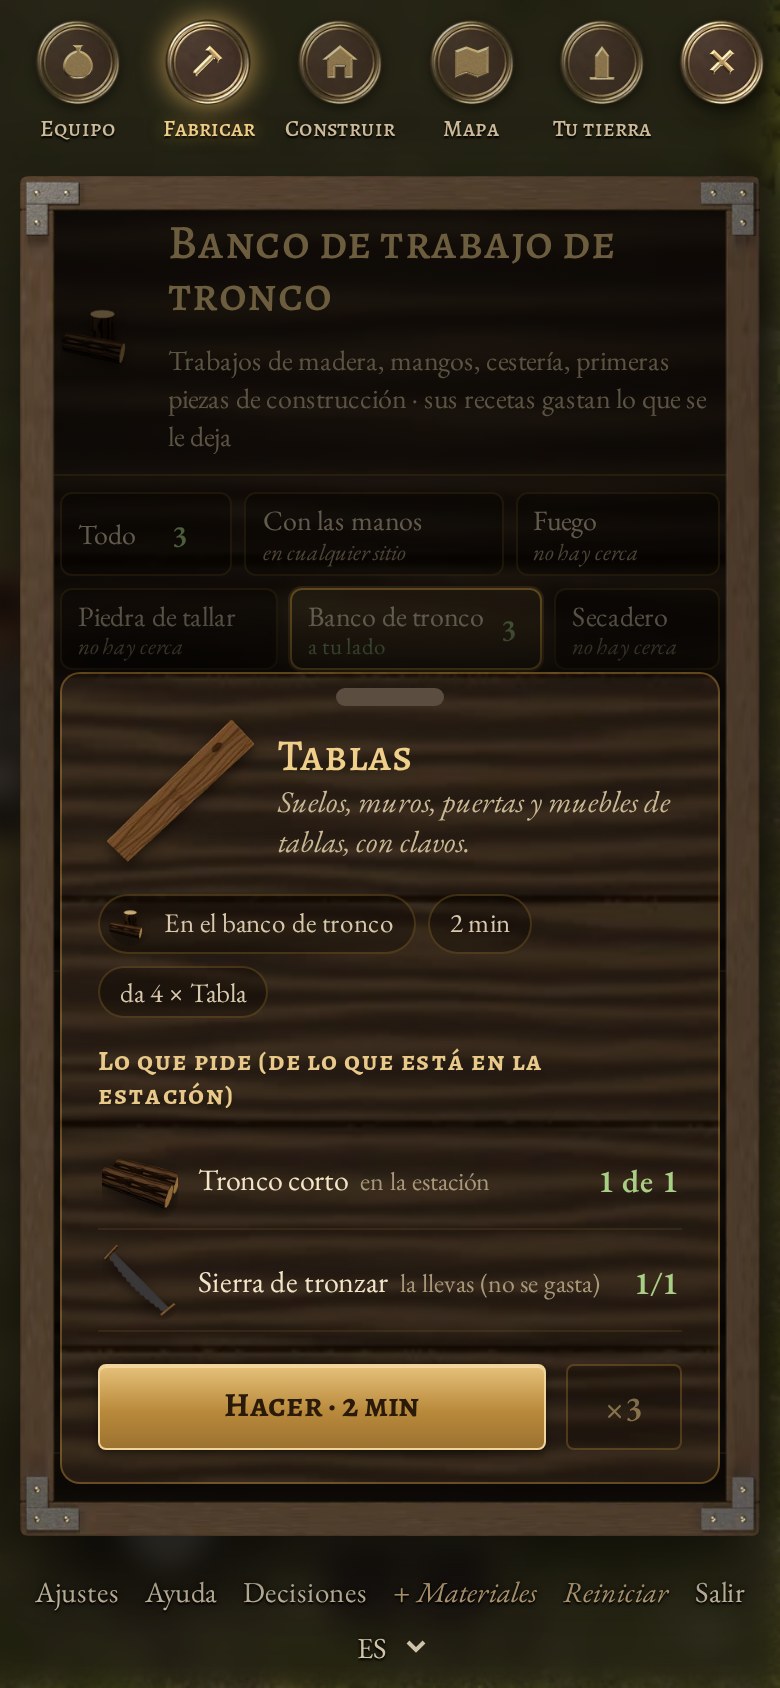 Equipo
Fabricar
Construir
Mapa
Tu tierra
Banco de trabajo de
tronco
Trabajos de madera, mangos, cestería, primeras
piezas de construcción · sus recetas gastan lo que se
le deja
Todo 3
Con las manos
en cualquier sitio
Fuego
no hay cerca
Piedra de tallar
no hay cerca
Banco de tronco 3
a tu lado
Secadero
no hay cerca
Tablas
Suelos, muros, puertas y muebles de
tablas, con clavos.
En el banco de tronco
2 min
da 4 × Tabla
Lo que pide (de lo que está en la
estación)
Tronco corto en la estación 1 de 1
Sierra de tronzar la llevas (no se gasta) 1/1
Hacer · 2 min
×3
Ajustes Ayuda Decisiones + Materiales Reiniciar Salir
ES